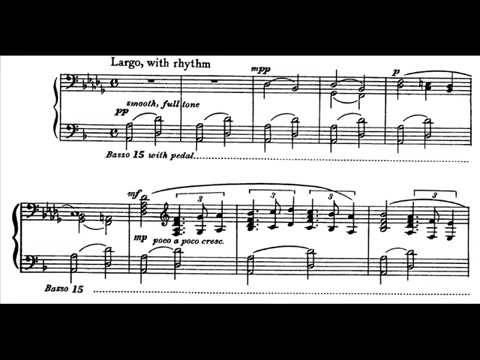 Largo, with rhythm
mpp
p
smooth, full tone
pp
Basso 15 with pedal
mf
3 3 3 3
mp poco a poco cresc.
Basso 15